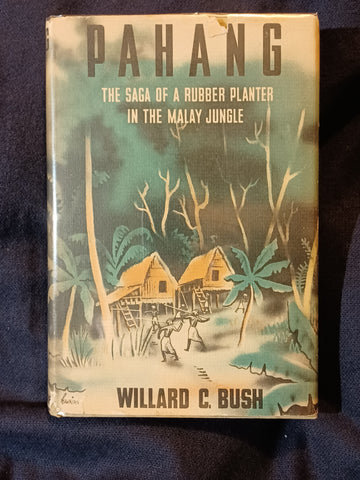 PAHANG
THE SAGA OF A RUBBER PLANTER
IN THE MALAY JUNGLE
WILLARD C. BUSH